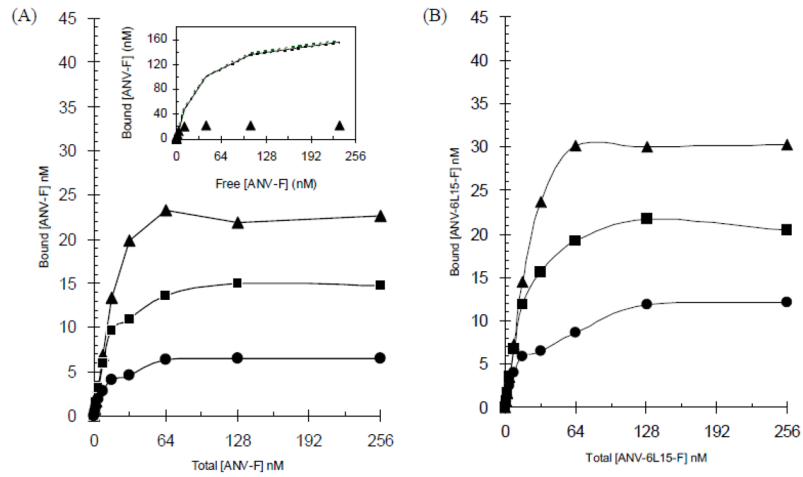 (A)
45
40
35
30
25
20
15
10
5
0
Bound [ANV-F] nM
0 64 128 192 256
Total [ANV-F] nM
160
120
80
40
0
Bound [ANV-F] (nM)
0 64 128 192 256
Free [ANV-F] (nM)
(B)
45
40
35
30
25
20
15
10
5
0
Bound [ANV-6L15-F] nM
0 64 128 192 256
Total [ANV-6L15-F] nM